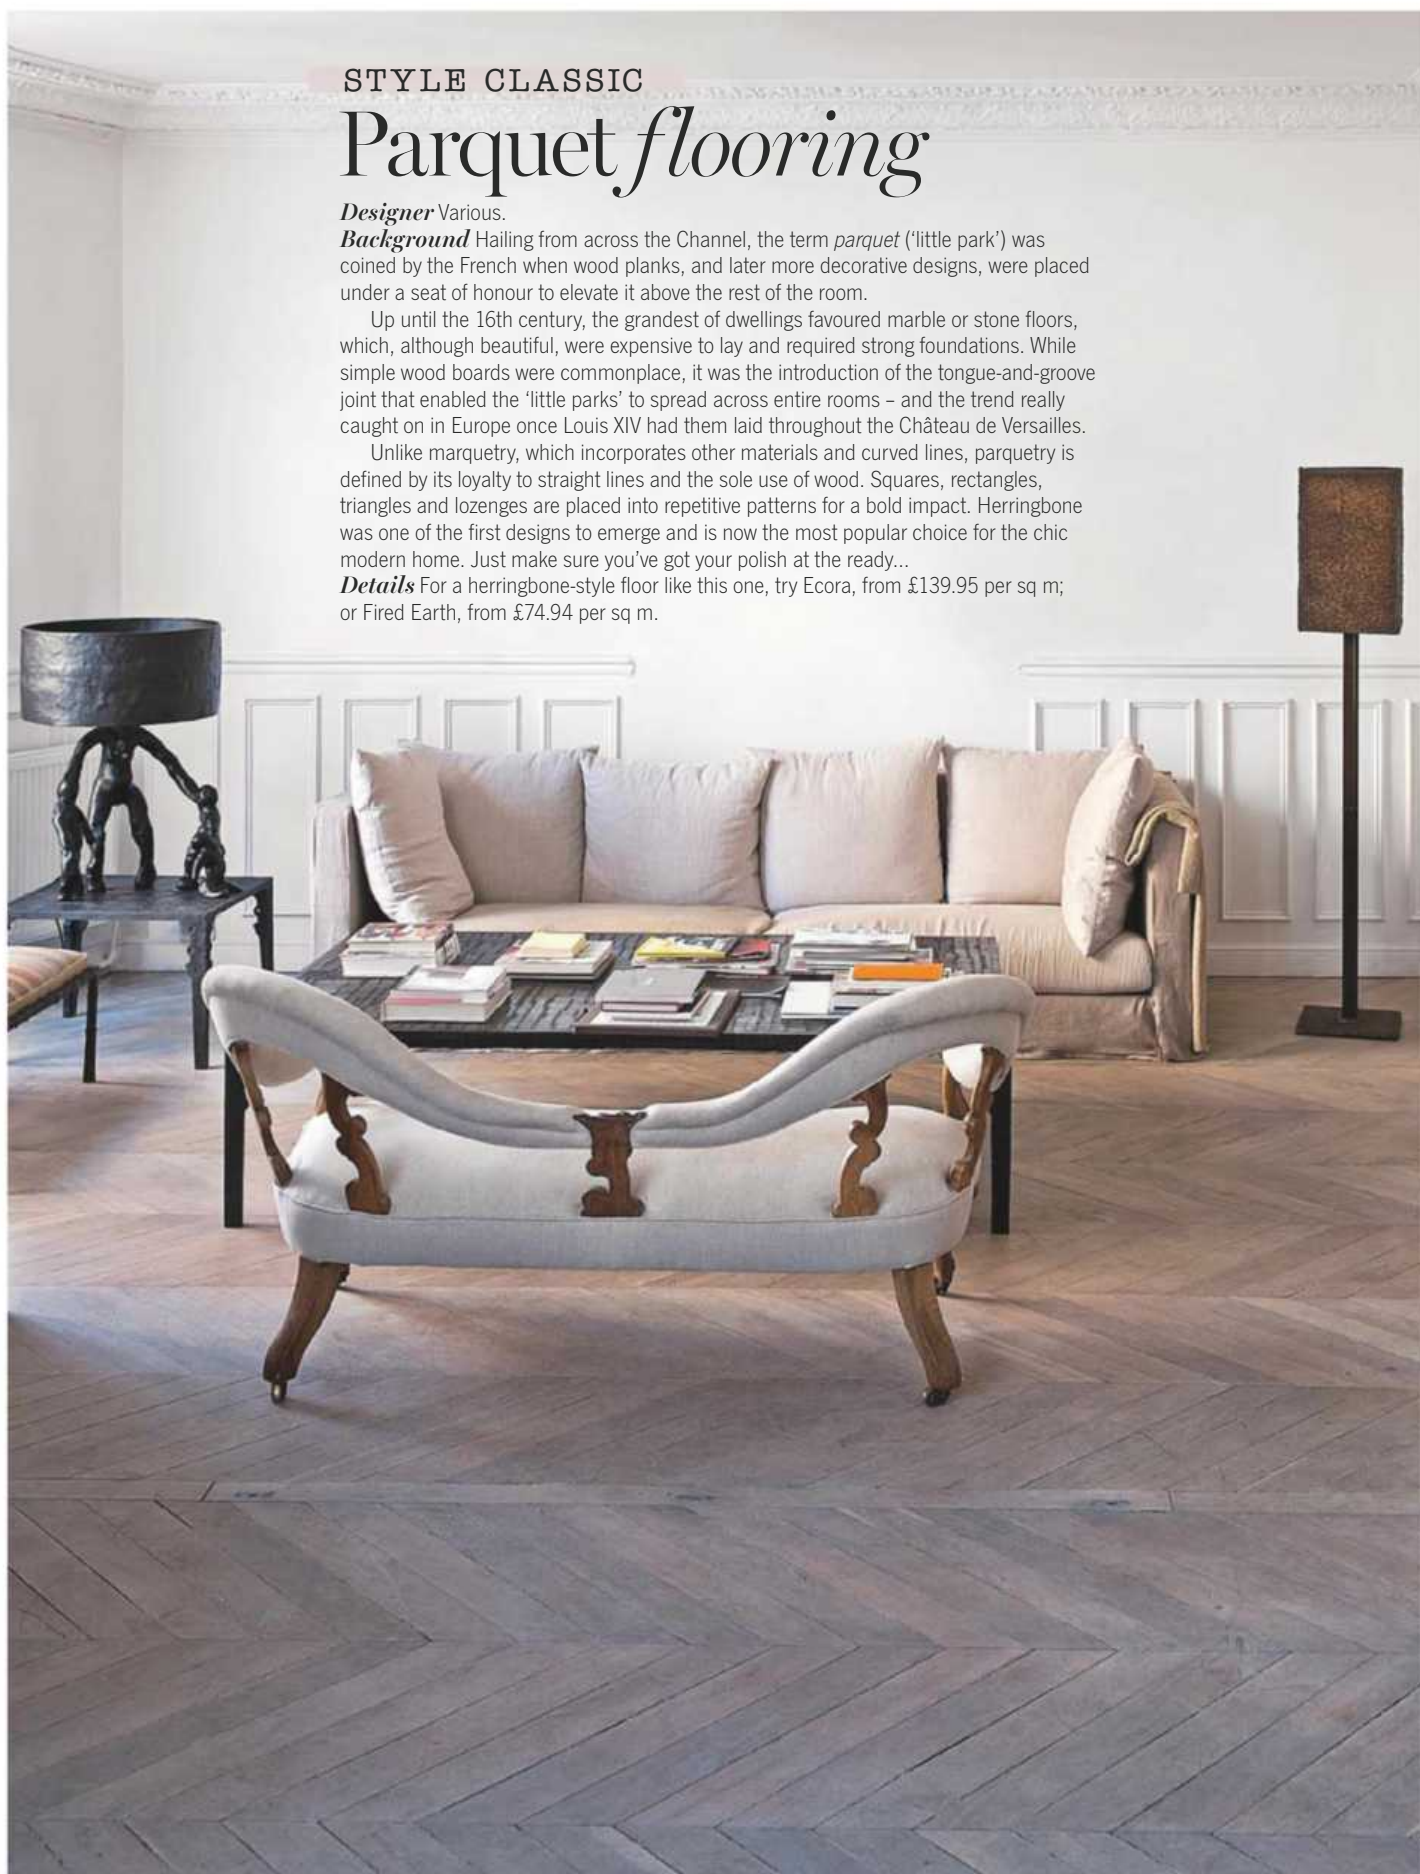 STYLE CLASSIC
Parquet flooring
Designer Various.
Background Hailing from across the Channel, the term parquet (‘little park’) was
coined by the French when wood planks, and later more decorative designs, were placed
under a seat of honour to elevate it above the rest of the room.
Up until the 16th century, the grandest of dwellings favoured marble or stone floors,
which, although beautiful, were expensive to lay and required strong foundations. While
simple wood boards were commonplace, it was the introduction of the tongue-and-groove
joint that enabled the ‘little parks’ to spread across entire rooms – and the trend really
caught on in Europe once Louis XIV had them laid throughout the Château de Versailles.
Unlike marquetry, which incorporates other materials and curved lines, parquetry is
defined by its loyalty to straight lines and the sole use of wood. Squares, rectangles,
triangles and lozenges are placed into repetitive patterns for a bold impact. Herringbone
was one of the first designs to emerge and is now the most popular choice for the chic
modern home. Just make sure you’ve got your polish at the ready...
Details For a herringbone-style floor like this one, try Ecora, from £139.95 per sq m;
or Fired Earth, from £74.94 per sq m.